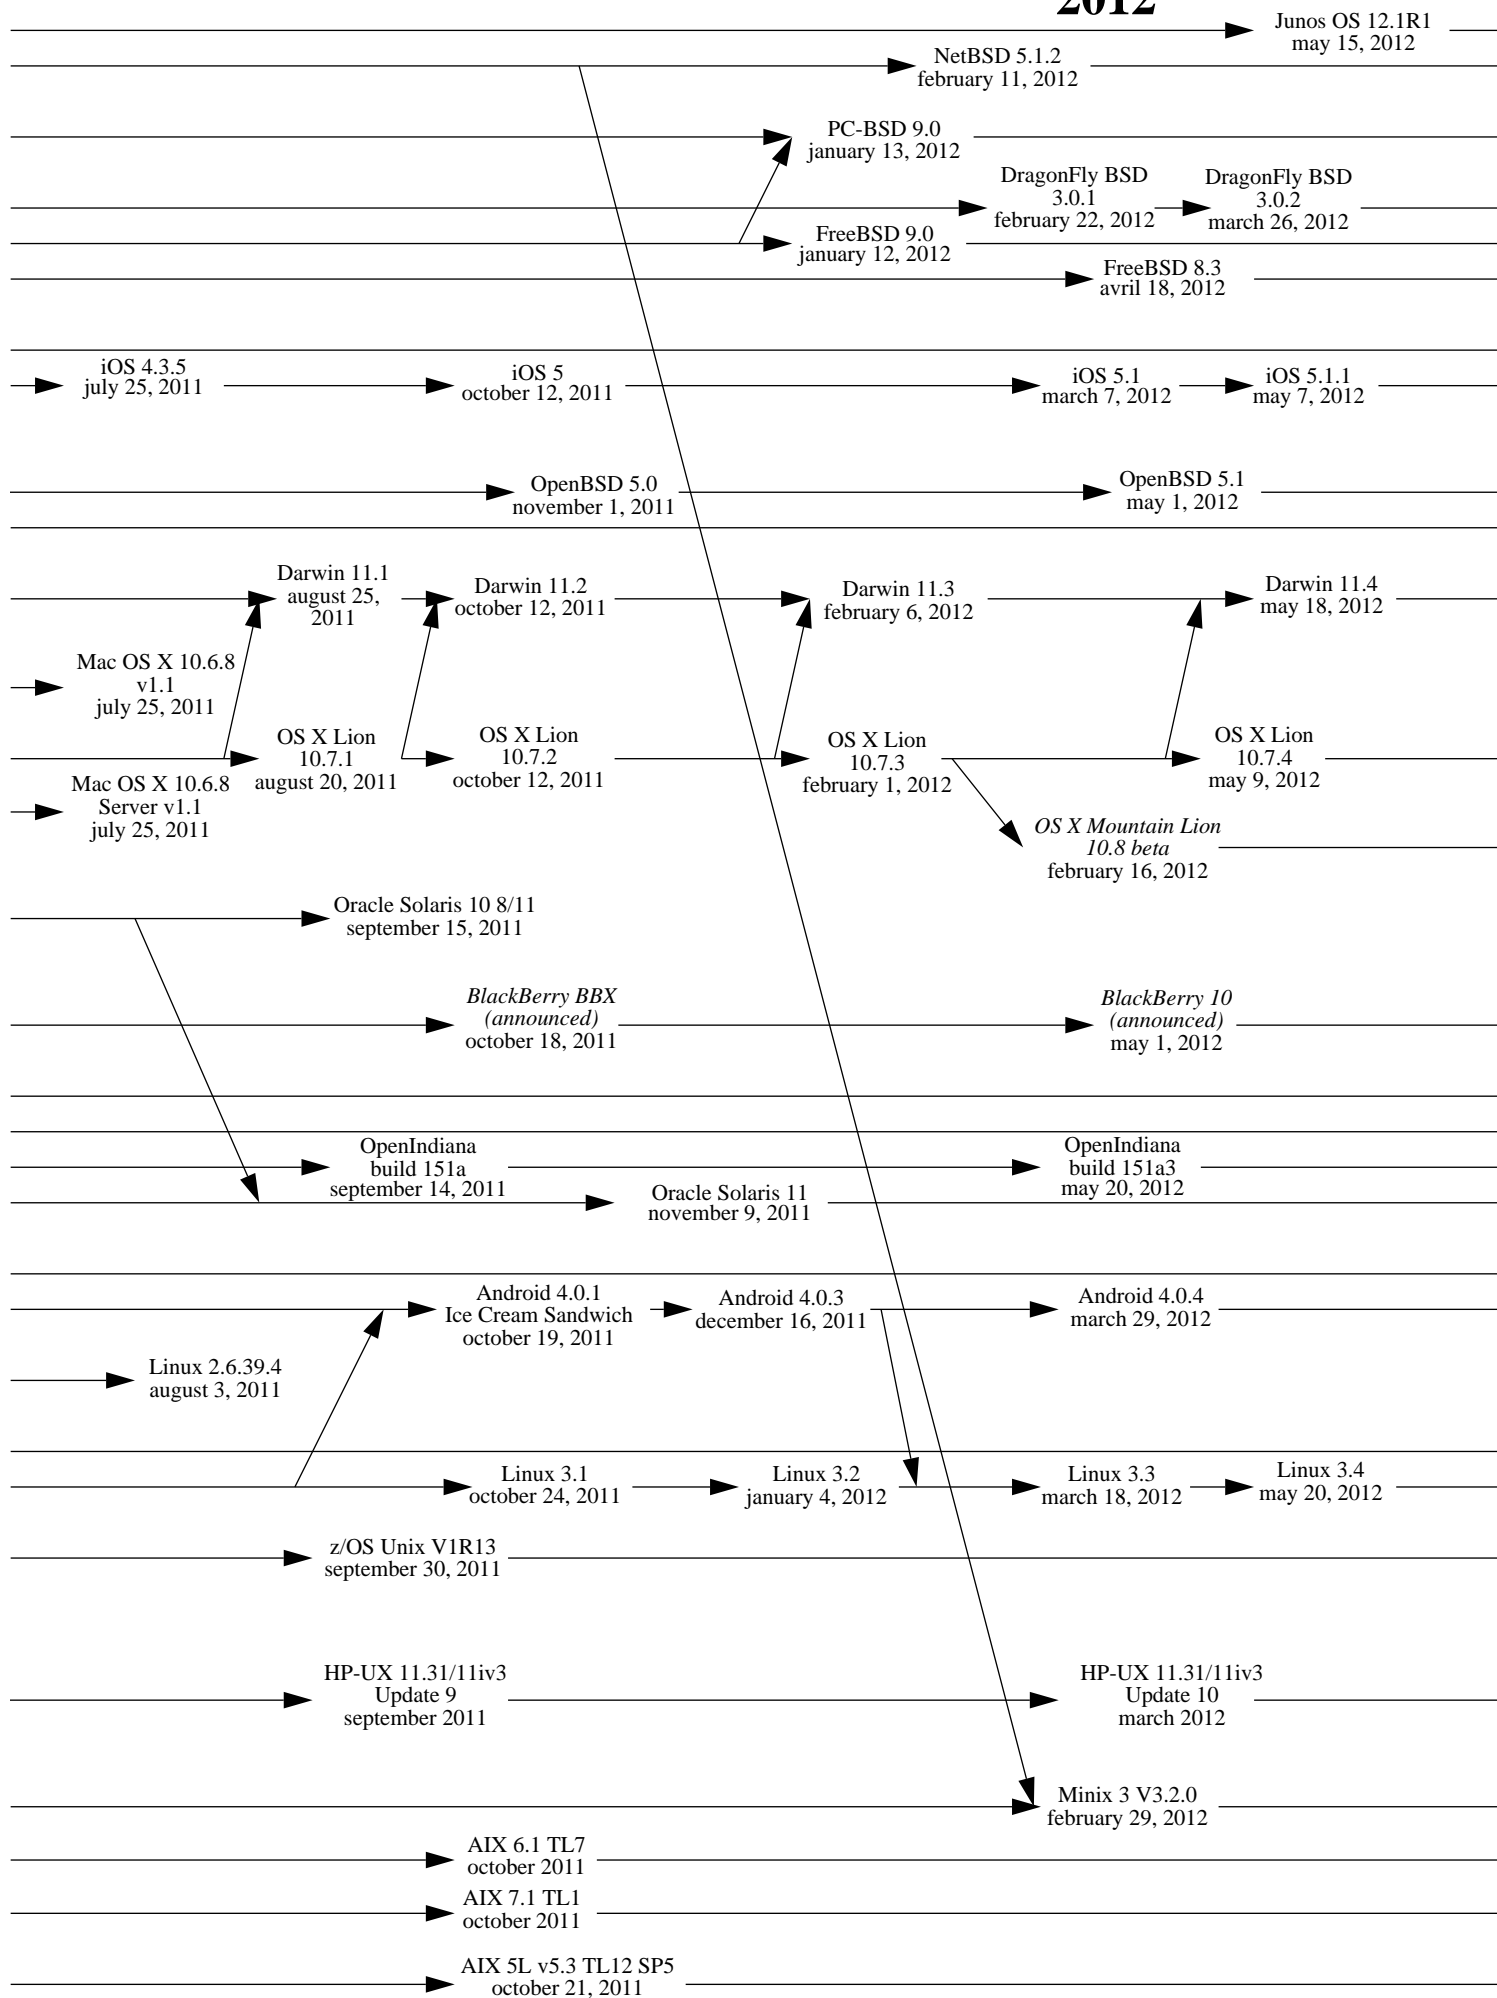 2012
Junos OS 12.1R1
may 15, 2012
NetBSD 5.1.2
february 11, 2012
PC-BSD 9.0
january 13, 2012
DragonFly BSD
3.0.1
february 22, 2012
DragonFly BSD
3.0.2
march 26, 2012
FreeBSD 9.0
january 12, 2012
FreeBSD 8.3
avril 18, 2012
iOS 4.3.5
july 25, 2011
iOS 5
october 12, 2011
iOS 5.1
march 7, 2012
iOS 5.1.1
may 7, 2012
OpenBSD 5.0
november 1, 2011
OpenBSD 5.1
may 1, 2012
Darwin 11.1
august 25,
2011
Darwin 11.2
october 12, 2011
Darwin 11.3
february 6, 2012
Darwin 11.4
may 18, 2012
Mac OS X 10.6.8
v1.1
july 25, 2011
OS X Lion
10.7.1
august 20, 2011
OS X Lion
10.7.2
october 12, 2011
OS X Lion
10.7.3
february 1, 2012
OS X Lion
10.7.4
may 9, 2012
Mac OS X 10.6.8
Server v1.1
july 25, 2011
OS X Mountain Lion
10.8 beta
february 16, 2012
Oracle Solaris 10 8/11
september 15, 2011
BlackBerry BBX
(announced)
october 18, 2011
BlackBerry 10
(announced)
may 1, 2012
OpenIndiana
build 151a
september 14, 2011
OpenIndiana
build 151a3
may 20, 2012
Oracle Solaris 11
november 9, 2011
Android 4.0.1
Ice Cream Sandwich
october 19, 2011
Android 4.0.3
december 16, 2011
Android 4.0.4
march 29, 2012
Linux 2.6.39.4
august 3, 2011
Linux 3.1
october 24, 2011
Linux 3.2
january 4, 2012
Linux 3.3
march 18, 2012
Linux 3.4
may 20, 2012
z/OS Unix V1R13
september 30, 2011
HP-UX 11.31/11iv3
Update 9
september 2011
HP-UX 11.31/11iv3
Update 10
march 2012
Minix 3 V3.2.0
february 29, 2012
AIX 6.1 TL7
october 2011
AIX 7.1 TL1
october 2011
AIX 5L v5.3 TL12 SP5
october 21, 2011